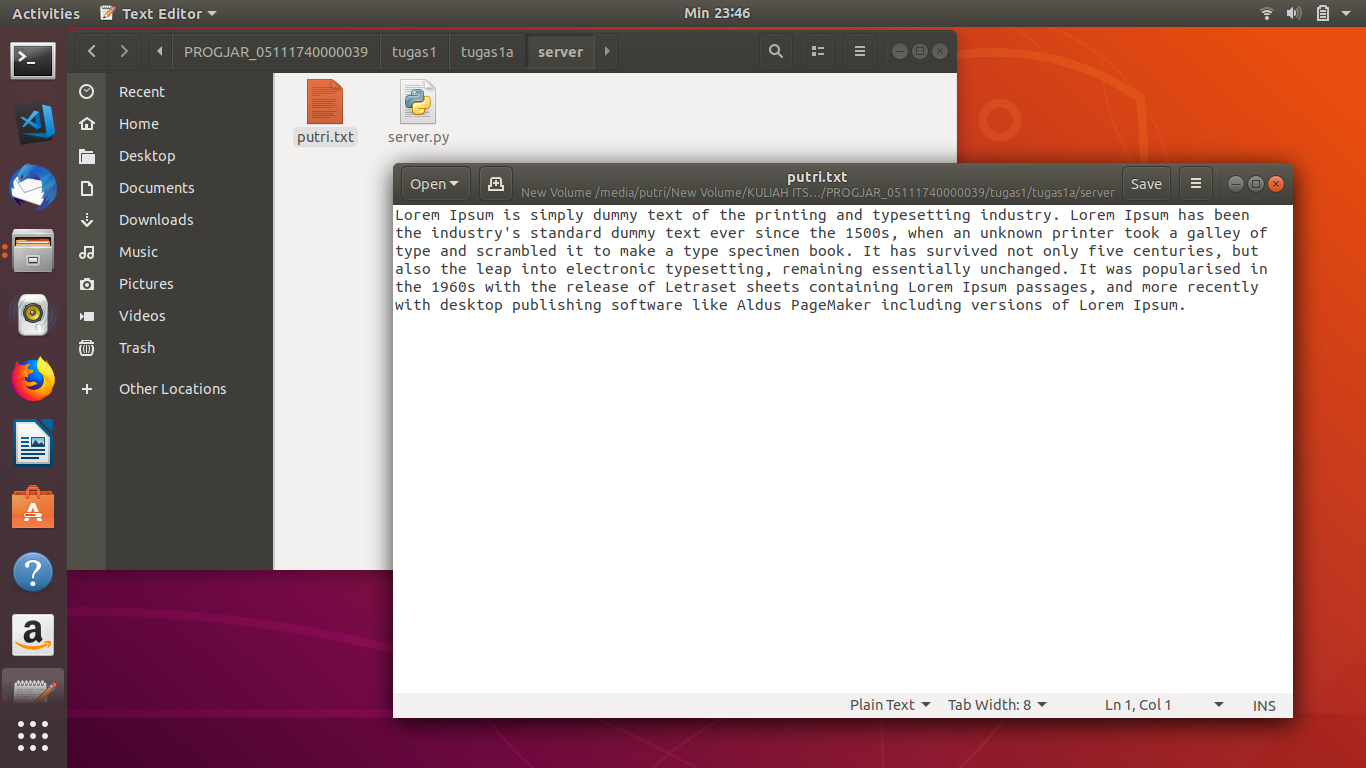 Activities Text Editor Min 23:46
PROGJAR_05111740000039 tugas1 tugas1a server
Recent
Home
Desktop
Documents
Downloads
Music
Pictures
Videos
Trash
Other Locations
putri.txt server.py
Open putri.txt Save
New Volume /media/putri/New Volume/KULIAH ITS…/PROGJAR_05111740000039/tugas1/tugas1a/server
Lorem Ipsum is simply dummy text of the printing and typesetting industry. Lorem Ipsum has been
the industry's standard dummy text ever since the 1500s, when an unknown printer took a galley of
type and scrambled it to make a type specimen book. It has survived not only five centuries, but
also the leap into electronic typesetting, remaining essentially unchanged. It was popularised in
the 1960s with the release of Letraset sheets containing Lorem Ipsum passages, and more recently
with desktop publishing software like Aldus PageMaker including versions of Lorem Ipsum.
Plain Text Tab Width: 8 Ln 1, Col 1 INS